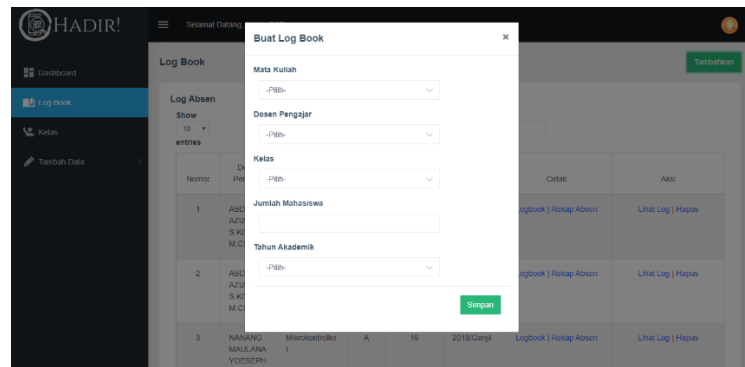 HADIR!
Selamat Datang,
Dashboard
Log Book
Kelas
Tambah Data
Log Book
Tambahkan
Log Absen
Show
10
entries
Buat Log Book ×
Mata Kuliah
-Pilih-
Dosen Pengajar
-Pilih-
Kelas
-Pilih-
Jumlah Mahasiswa
Tahun Akademik
-Pilih-
Simpan
Nomor
Cetak Aksi
1
Logbook | Rekap Absen Lihat Log | Hapus
2
Logbook | Rekap Absen Lihat Log | Hapus
3 NANANG Mikrokontroller A 16 2018/Ganjil Logbook | Rekap Absen Lihat Log | Hapus
MAULANA I
YOESEPH